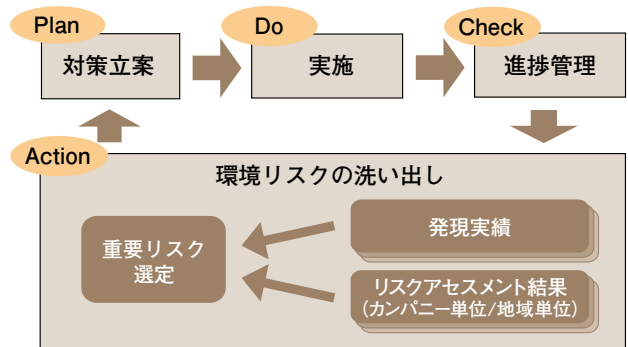 Plan
対策立案
Do
実施
Check
進捗管理
Action
環境リスクの洗い出し
重要リスク
選定
発現実績
リスクアセスメント結果
(カンパニー単位/地域単位)